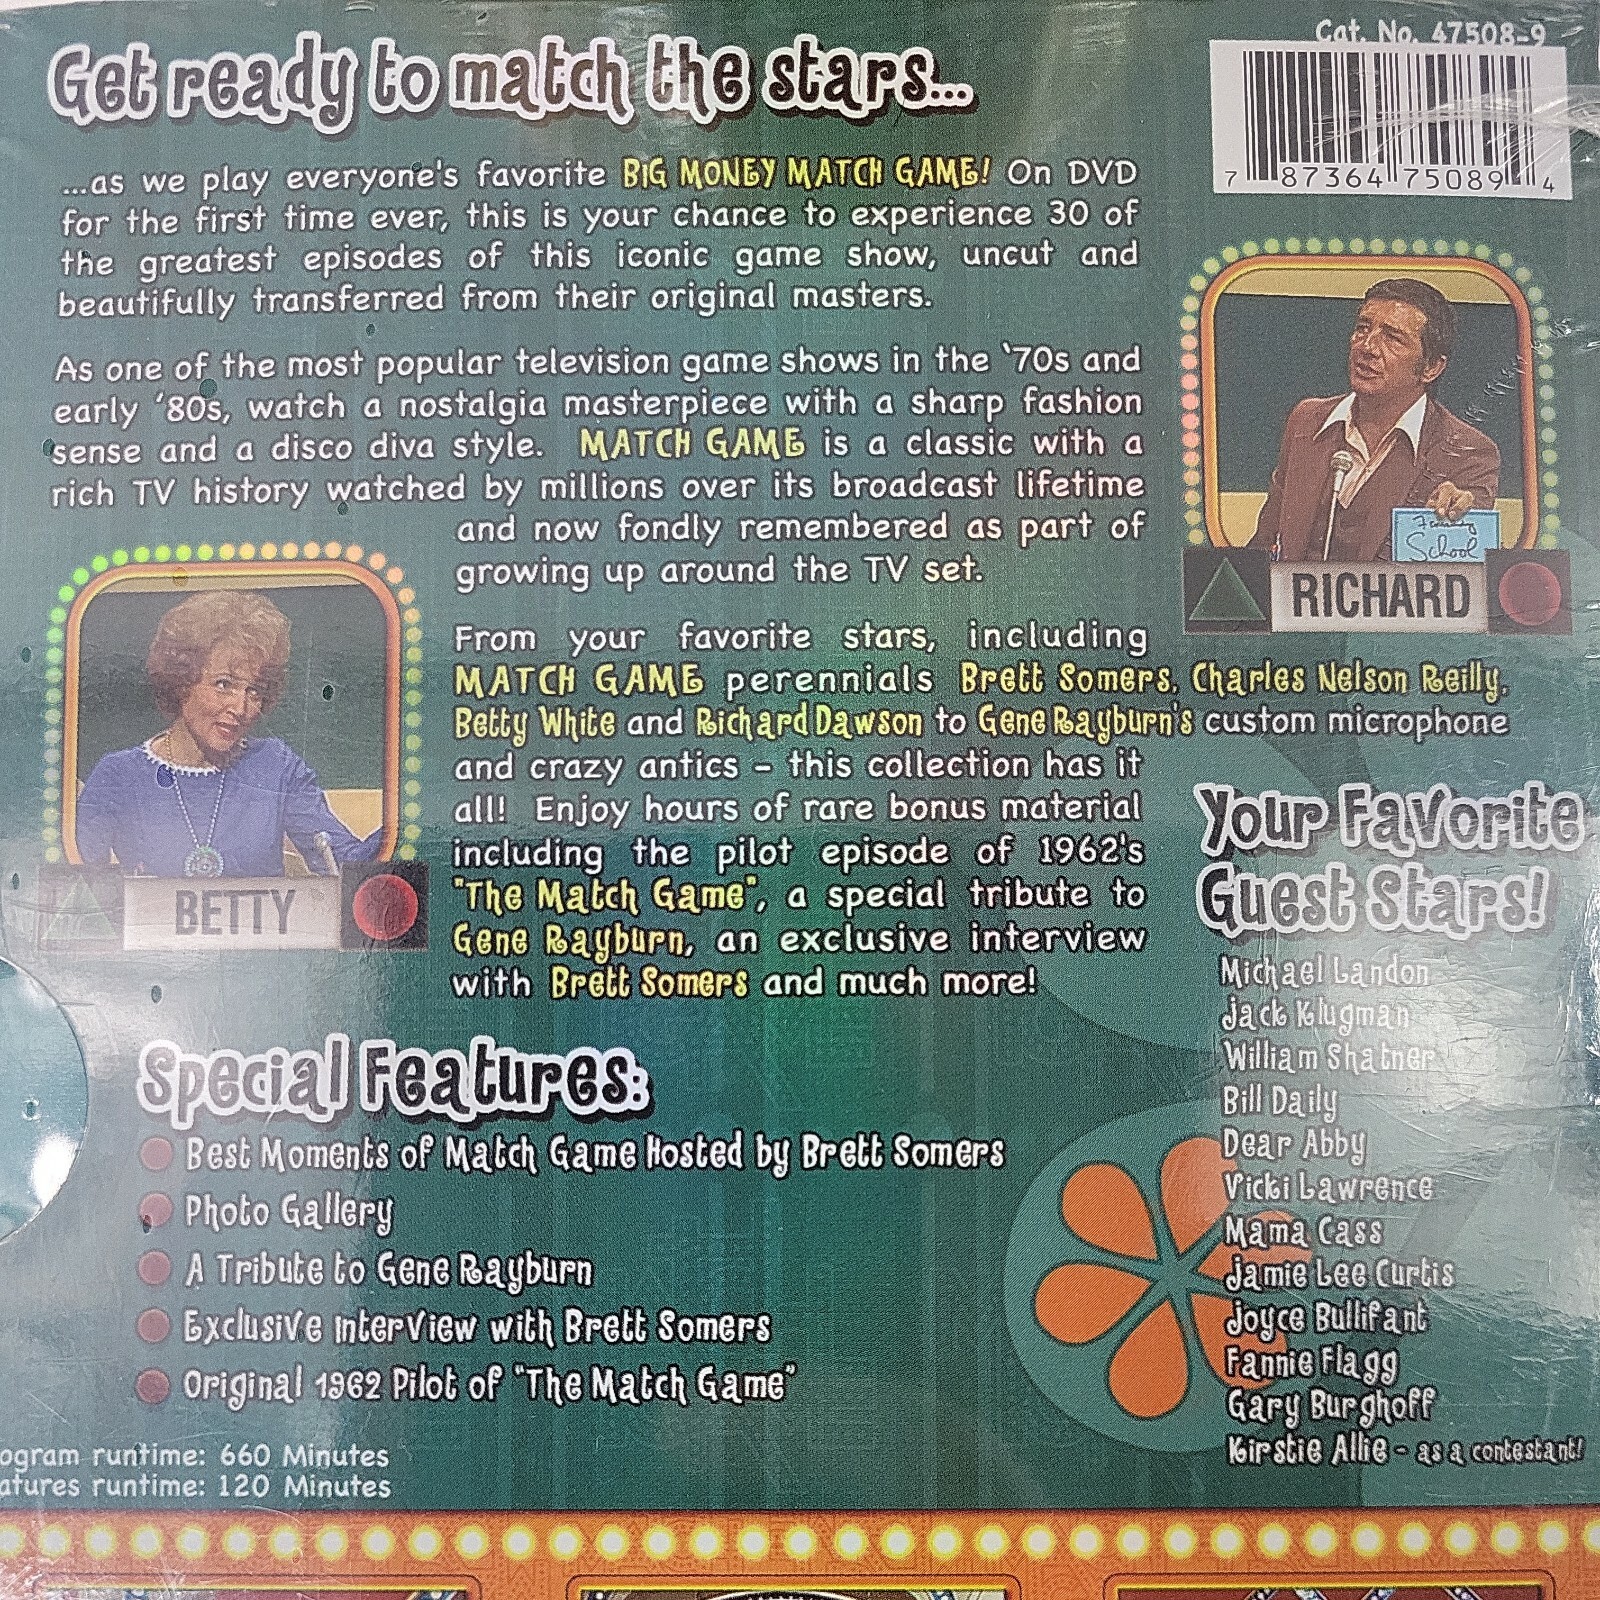 Cat. No. 47508-9
Get ready to match the stars...
7 87364 75089 4
...as we play everyone's favorite BIG MONEY MATCH GAME! On DVD
for the first time ever, this is your chance to experience 30 of
the greatest episodes of this iconic game show, uncut and
beautifully transferred from their original masters.
As one of the most popular television game shows in the '70s and
early '80s, watch a nostalgia masterpiece with a sharp fashion
sense and a disco diva style. MATCH GAME is a classic with a
rich TV history watched by millions over its broadcast lifetime
and now fondly remembered as part of
growing up around the TV set.
School
RICHARD
BETTY
From your favorite stars, including
MATCH GAME perennials Brett Somers, Charles Nelson Reilly,
Betty White and Richard Dawson to Gene Rayburn's custom microphone
and crazy antics – this collection has it
all! Enjoy hours of rare bonus material
including the pilot episode of 1962's
"The Match Game", a special tribute to
Gene Rayburn, an exclusive interview
with Brett Somers and much more!
Your Favorite
Guest Stars!
Michael Landon
Jack Klugman
William Shatner
Bill Daily
Dear Abby
Vicki Lawrence
Mama Cass
Jamie Lee Curtis
Joyce Bullifant
Fannie Flagg
Gary Burghoff
Kirstie Allie - as a contestant!
Special Features:
Best Moments of Match Game Hosted by Brett Somers
Photo Gallery
A Tribute to Gene Rayburn
Exclusive Interview with Brett Somers
Original 1962 Pilot of "The Match Game"
ogram runtime: 660 Minutes
atures runtime: 120 Minutes